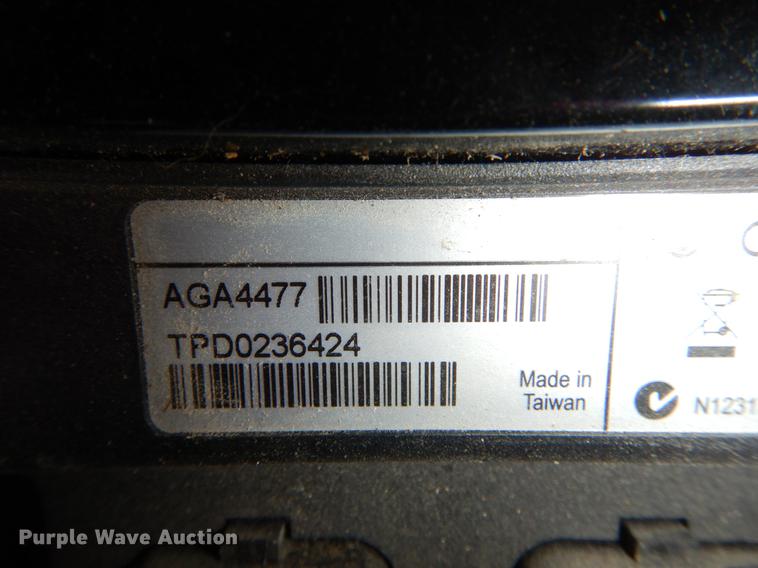 AGA4477
TPD0236424
Made in
Taiwan
N1231
Purple Wave Auction